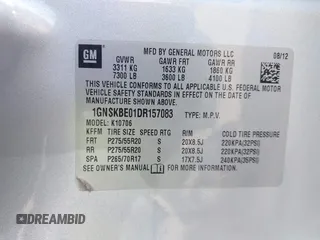 GM
MFD BY GENERAL MOTORS LLC
08/12
GVWR GAWR FRT GAWR RR
3311 KG 1633 KG 1860 KG
7300 LB 3600 LB 4100 LB
THIS VEHICLE CONFORMS TO ALL APPLICABLE U.S. FEDERAL MOTOR
VEHICLE SAFETY STANDARDS IN EFFECT ON THE DATE OF
MANUFACTURE SHOWN ABOVE.
1GNSKBE01DR157083 TYPE: M.P.V.
MODEL: K10706
KFFM TIRE SIZE SPEED RTG RIM COLD TIRE PRESSURE
FRT P275/55R20 S 20X8.5J 220KPA(32PSI)
RR P275/55R20 S 20X8.5J 220KPA(32PSI)
SPA P265/70R17 S 17X7.5J 240KPA(35PSI)
SEE OWNER'S MANUAL FOR ADDITIONAL INFORMATION.
DRIVE AND BID